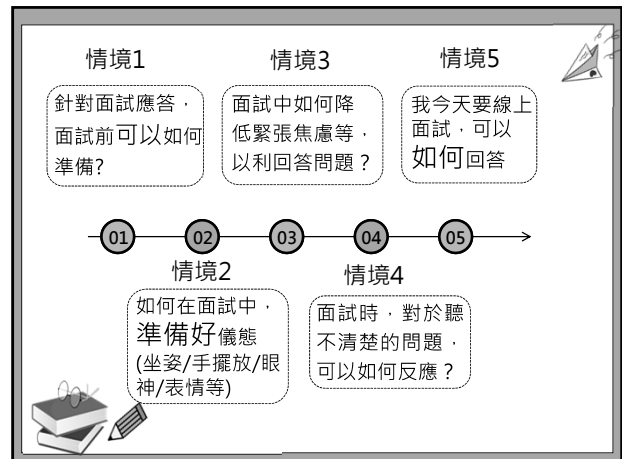 情境1
針對面試應答，
面試前可以如何
準備?
情境3
面試中如何降
低緊張焦慮等，
以利回答問題？
情境5
我今天要線上
面試，可以
如何回答
01
02
03
04
05
情境2
如何在面試中，
準備好儀態
(坐姿/手擺放/眼
神/表情等)
情境4
面試時，對於聽
不清楚的問題，
可以如何反應？